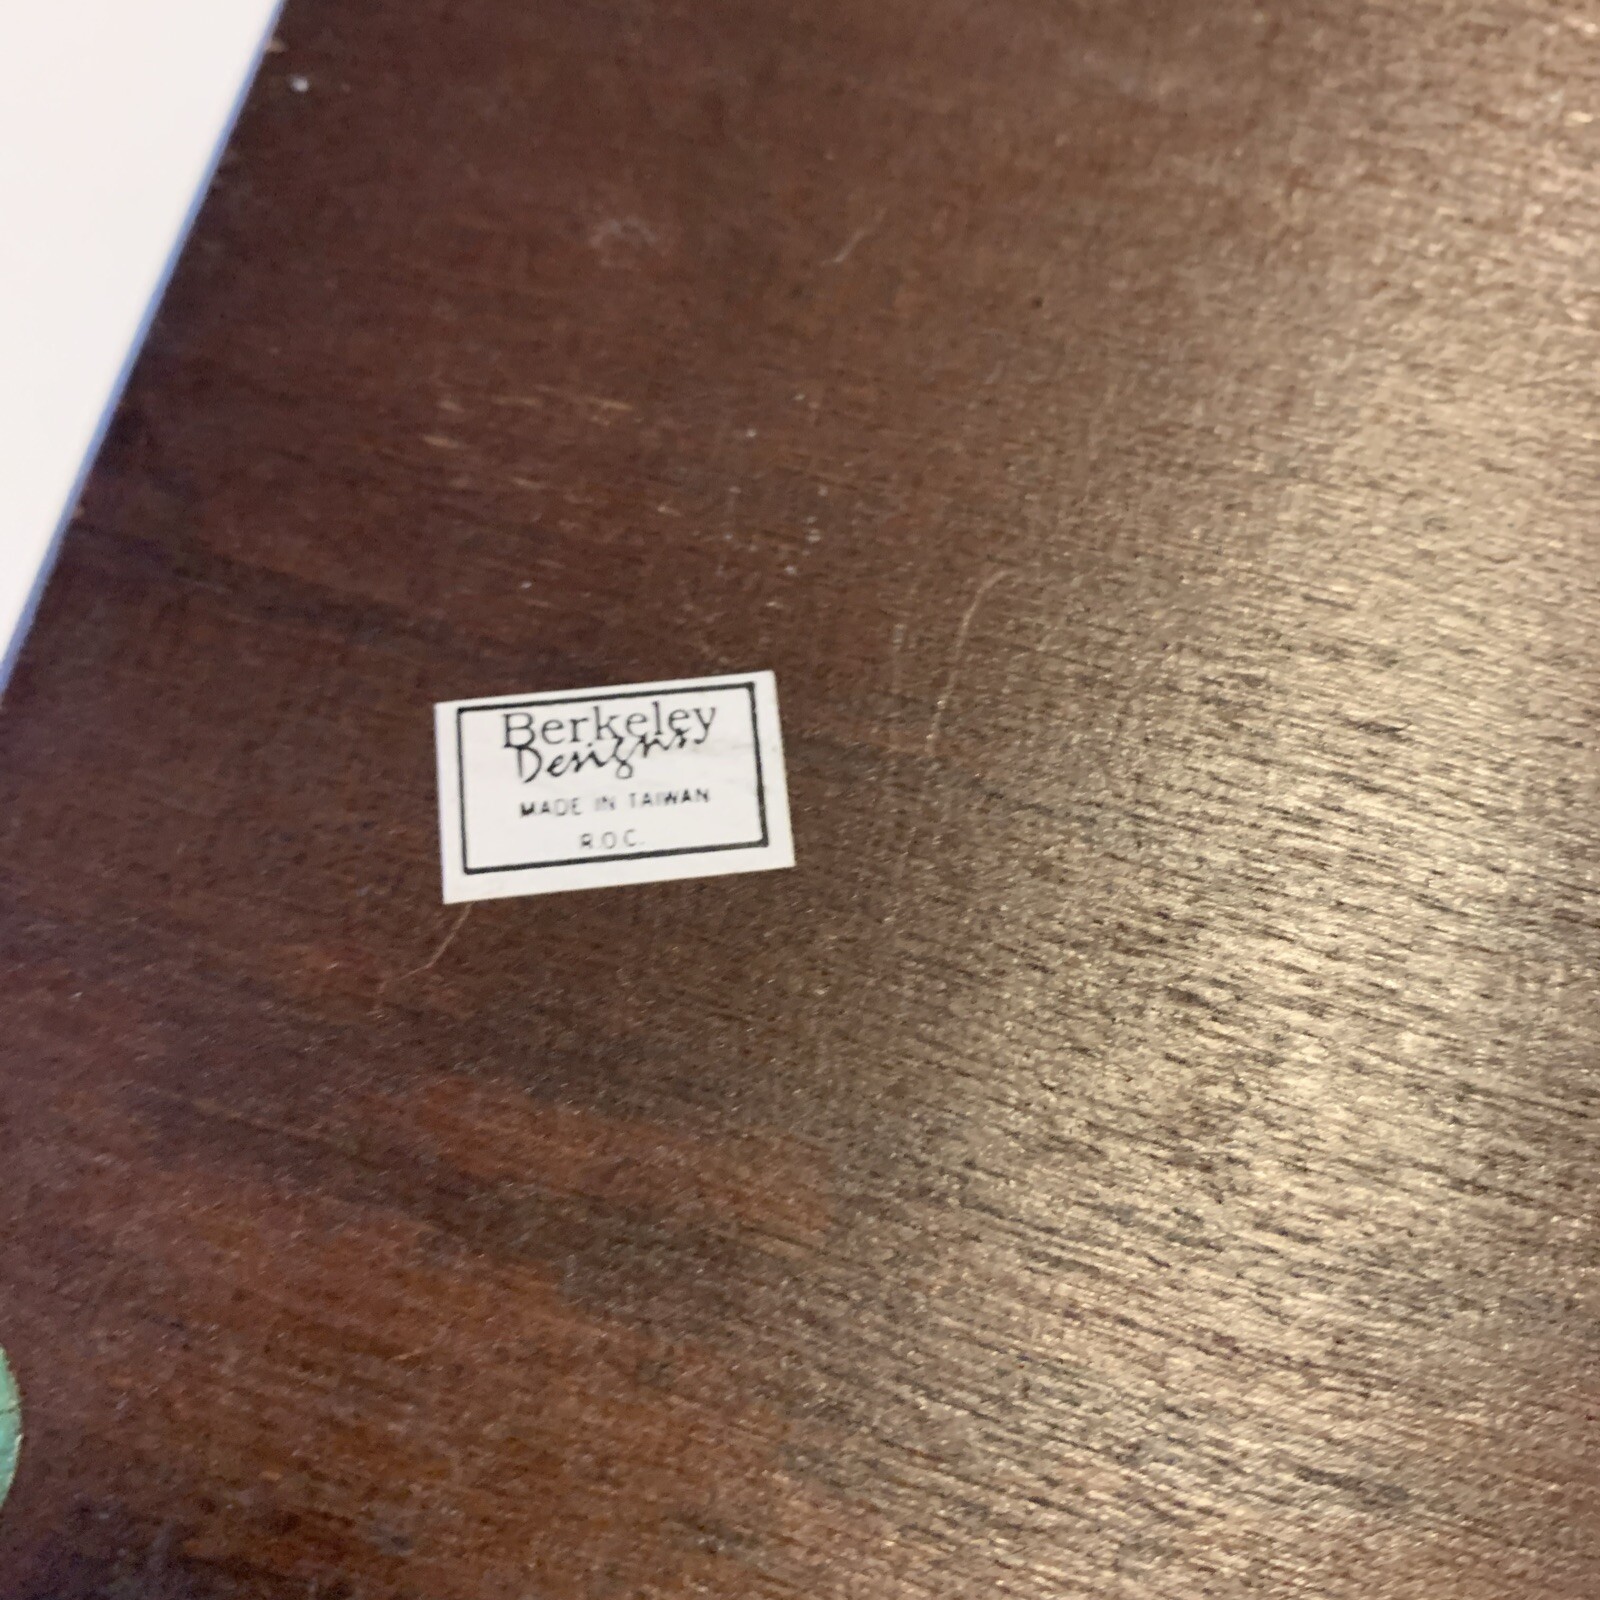 Berkeley
Designs
MADE IN TAIWAN
R.O.C.